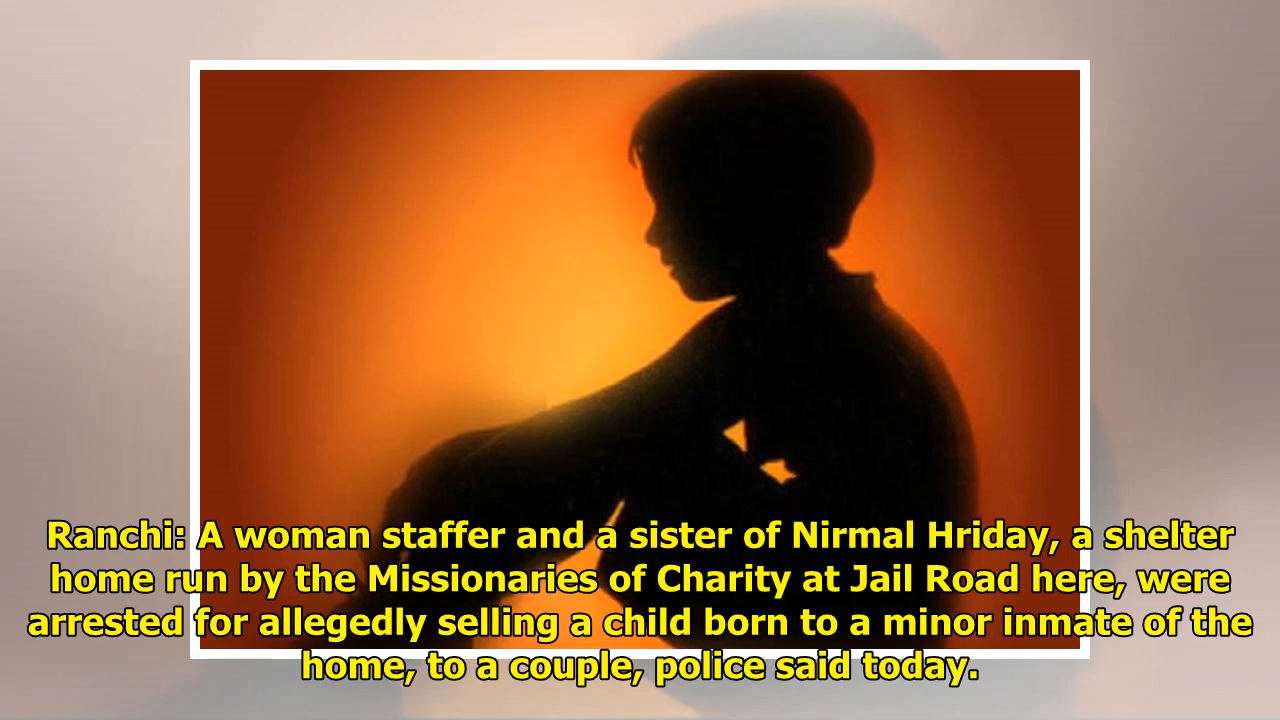 Ranchi: A woman staffer and a sister of Nirmal Hriday, a shelter
home run by the Missionaries of Charity at Jail Road here, were
arrested for allegedly selling a child born to a minor inmate of the
home, to a couple, police said today.